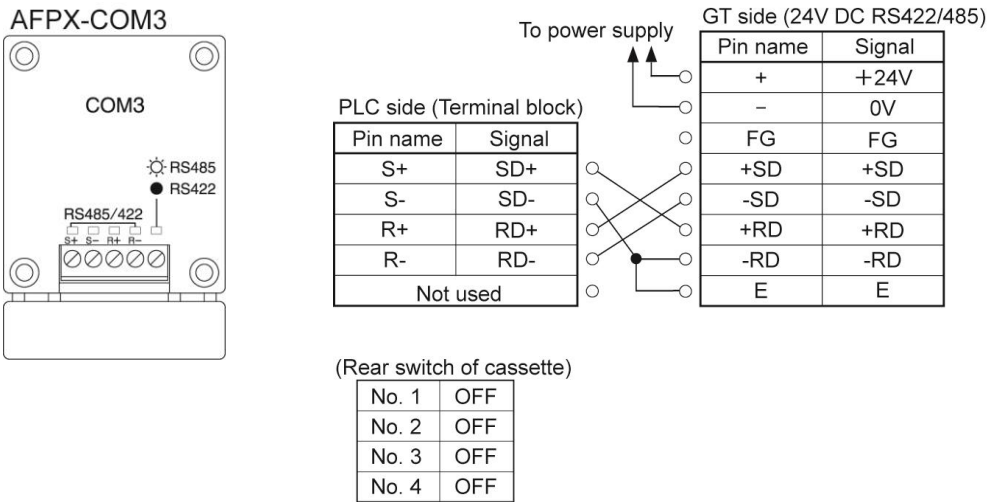 AFPX-COM3
COM3
RS485
RS422
RS485/422
S+ S- R+ R-
To power supply
PLC side (Terminal block)
Pin name Signal
S+ SD+
S- SD-
R+ RD+
R- RD-
Not used
GT side (24V DC RS422/485)
Pin name Signal
+ +24V
- 0V
FG FG
+SD +SD
-SD -SD
+RD +RD
-RD -RD
E E
(Rear switch of cassette)
No. 1 OFF
No. 2 OFF
No. 3 OFF
No. 4 OFF